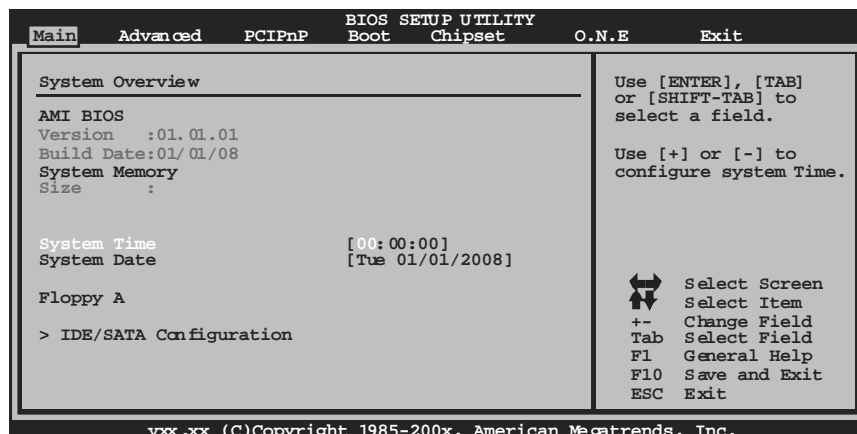 BIOS SETUP UTILITY
Main Advanced PCIPnP Boot Chipset O.N.E Exit
System Overview
AMI BIOS
Version :01.01.01
Build Date:01/01/08
System Memory
Size :
System Time [00:00:00]
System Date [Tue 01/01/2008]
Floppy A
> IDE/SATA Configuration
Use [ENTER], [TAB]
or [SHIFT-TAB] to
select a field.
Use [+] or [-] to
configure system Time.
Select Screen
Select Item
+- Change Field
Tab Select Field
F1 General Help
F10 Save and Exit
ESC Exit
vxx.xx (C)Copyright 1985-200x, American Megatrends, Inc.